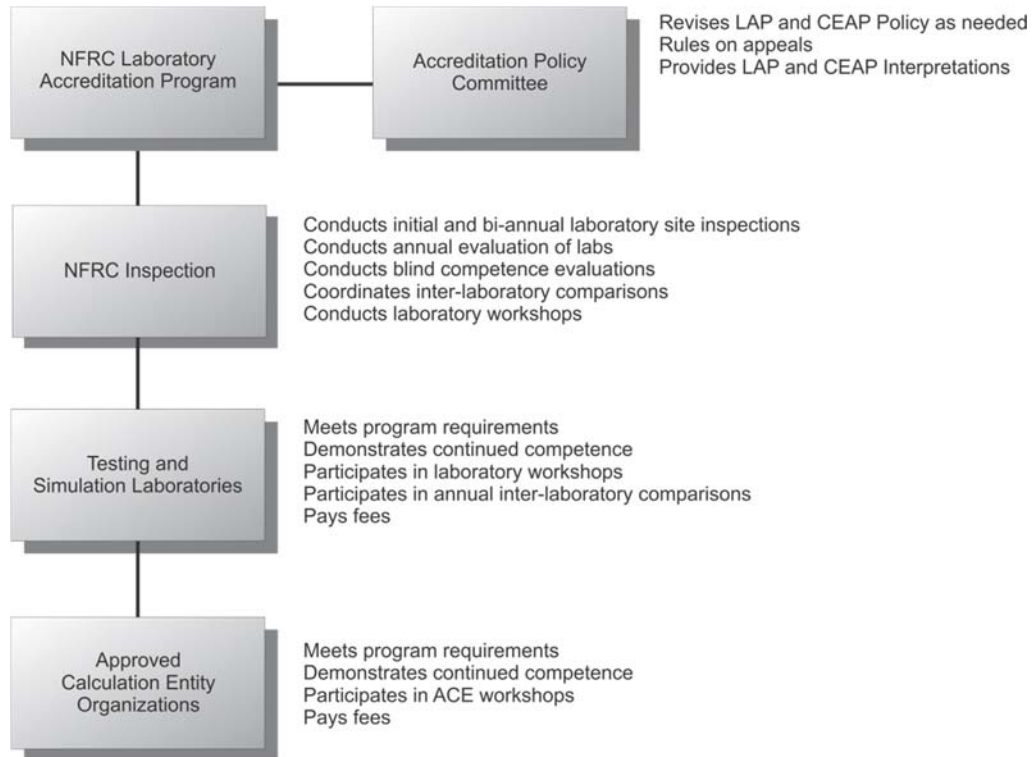 NFRC Laboratory
Accreditation Program
Accreditation Policy
Committee
Revises LAP and CEAP Policy as needed
Rules on appeals
Provides LAP and CEAP Interpretations
NFRC Inspection
Conducts initial and bi-annual laboratory site inspections
Conducts annual evaluation of labs
Conducts blind competence evaluations
Coordinates inter-laboratory comparisons
Conducts laboratory workshops
Testing and
Simulation Laboratories
Meets program requirements
Demonstrates continued competence
Participates in laboratory workshops
Participates in annual inter-laboratory comparisons
Pays fees
Approved
Calculation Entity
Organizations
Meets program requirements
Demonstrates continued competence
Participates in ACE workshops
Pays fees